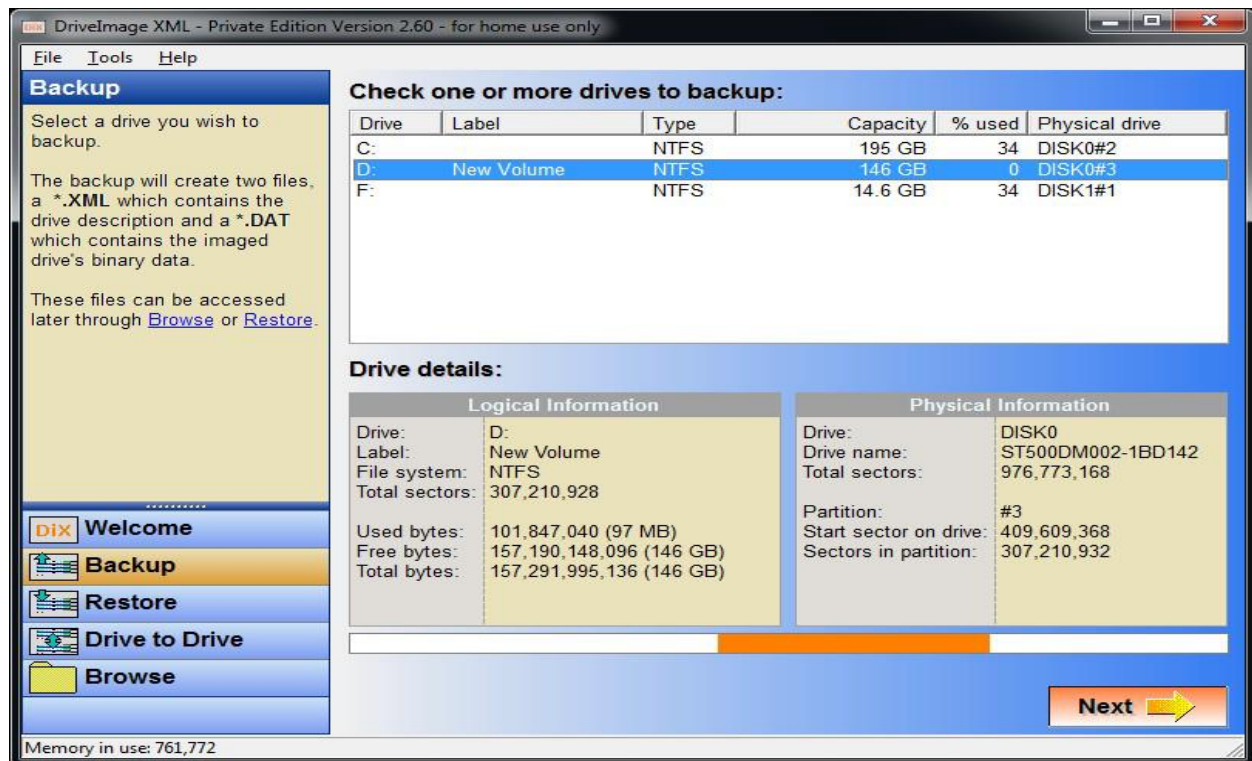 DiX DriveImage XML - Private Edition Version 2.60 - for home use only
File Tools Help
Backup
Select a drive you wish to
backup.
The backup will create two files,
a *.XML which contains the
drive description and a *.DAT
which contains the imaged
drive's binary data.
These files can be accessed
later through Browse or Restore.
DiX Welcome
Backup
Restore
Drive to Drive
Browse
Check one or more drives to backup:
Drive Label Type Capacity % used Physical drive
C: NTFS 195 GB 34 DISK0#2
D: New Volume NTFS 146 GB 0 DISK0#3
F: NTFS 14.6 GB 34 DISK1#1
Drive details:
Logical Information
Drive: D:
Label: New Volume
File system: NTFS
Total sectors: 307,210,928
Used bytes: 101,847,040 (97 MB)
Free bytes: 157,190,148,096 (146 GB)
Total bytes: 157,291,995,136 (146 GB)
Physical Information
Drive: DISK0
Drive name: ST500DM002-1BD142
Total sectors: 976,773,168
Partition: #3
Start sector on drive: 409,609,368
Sectors in partition: 307,210,932
Next
Memory in use: 761,772